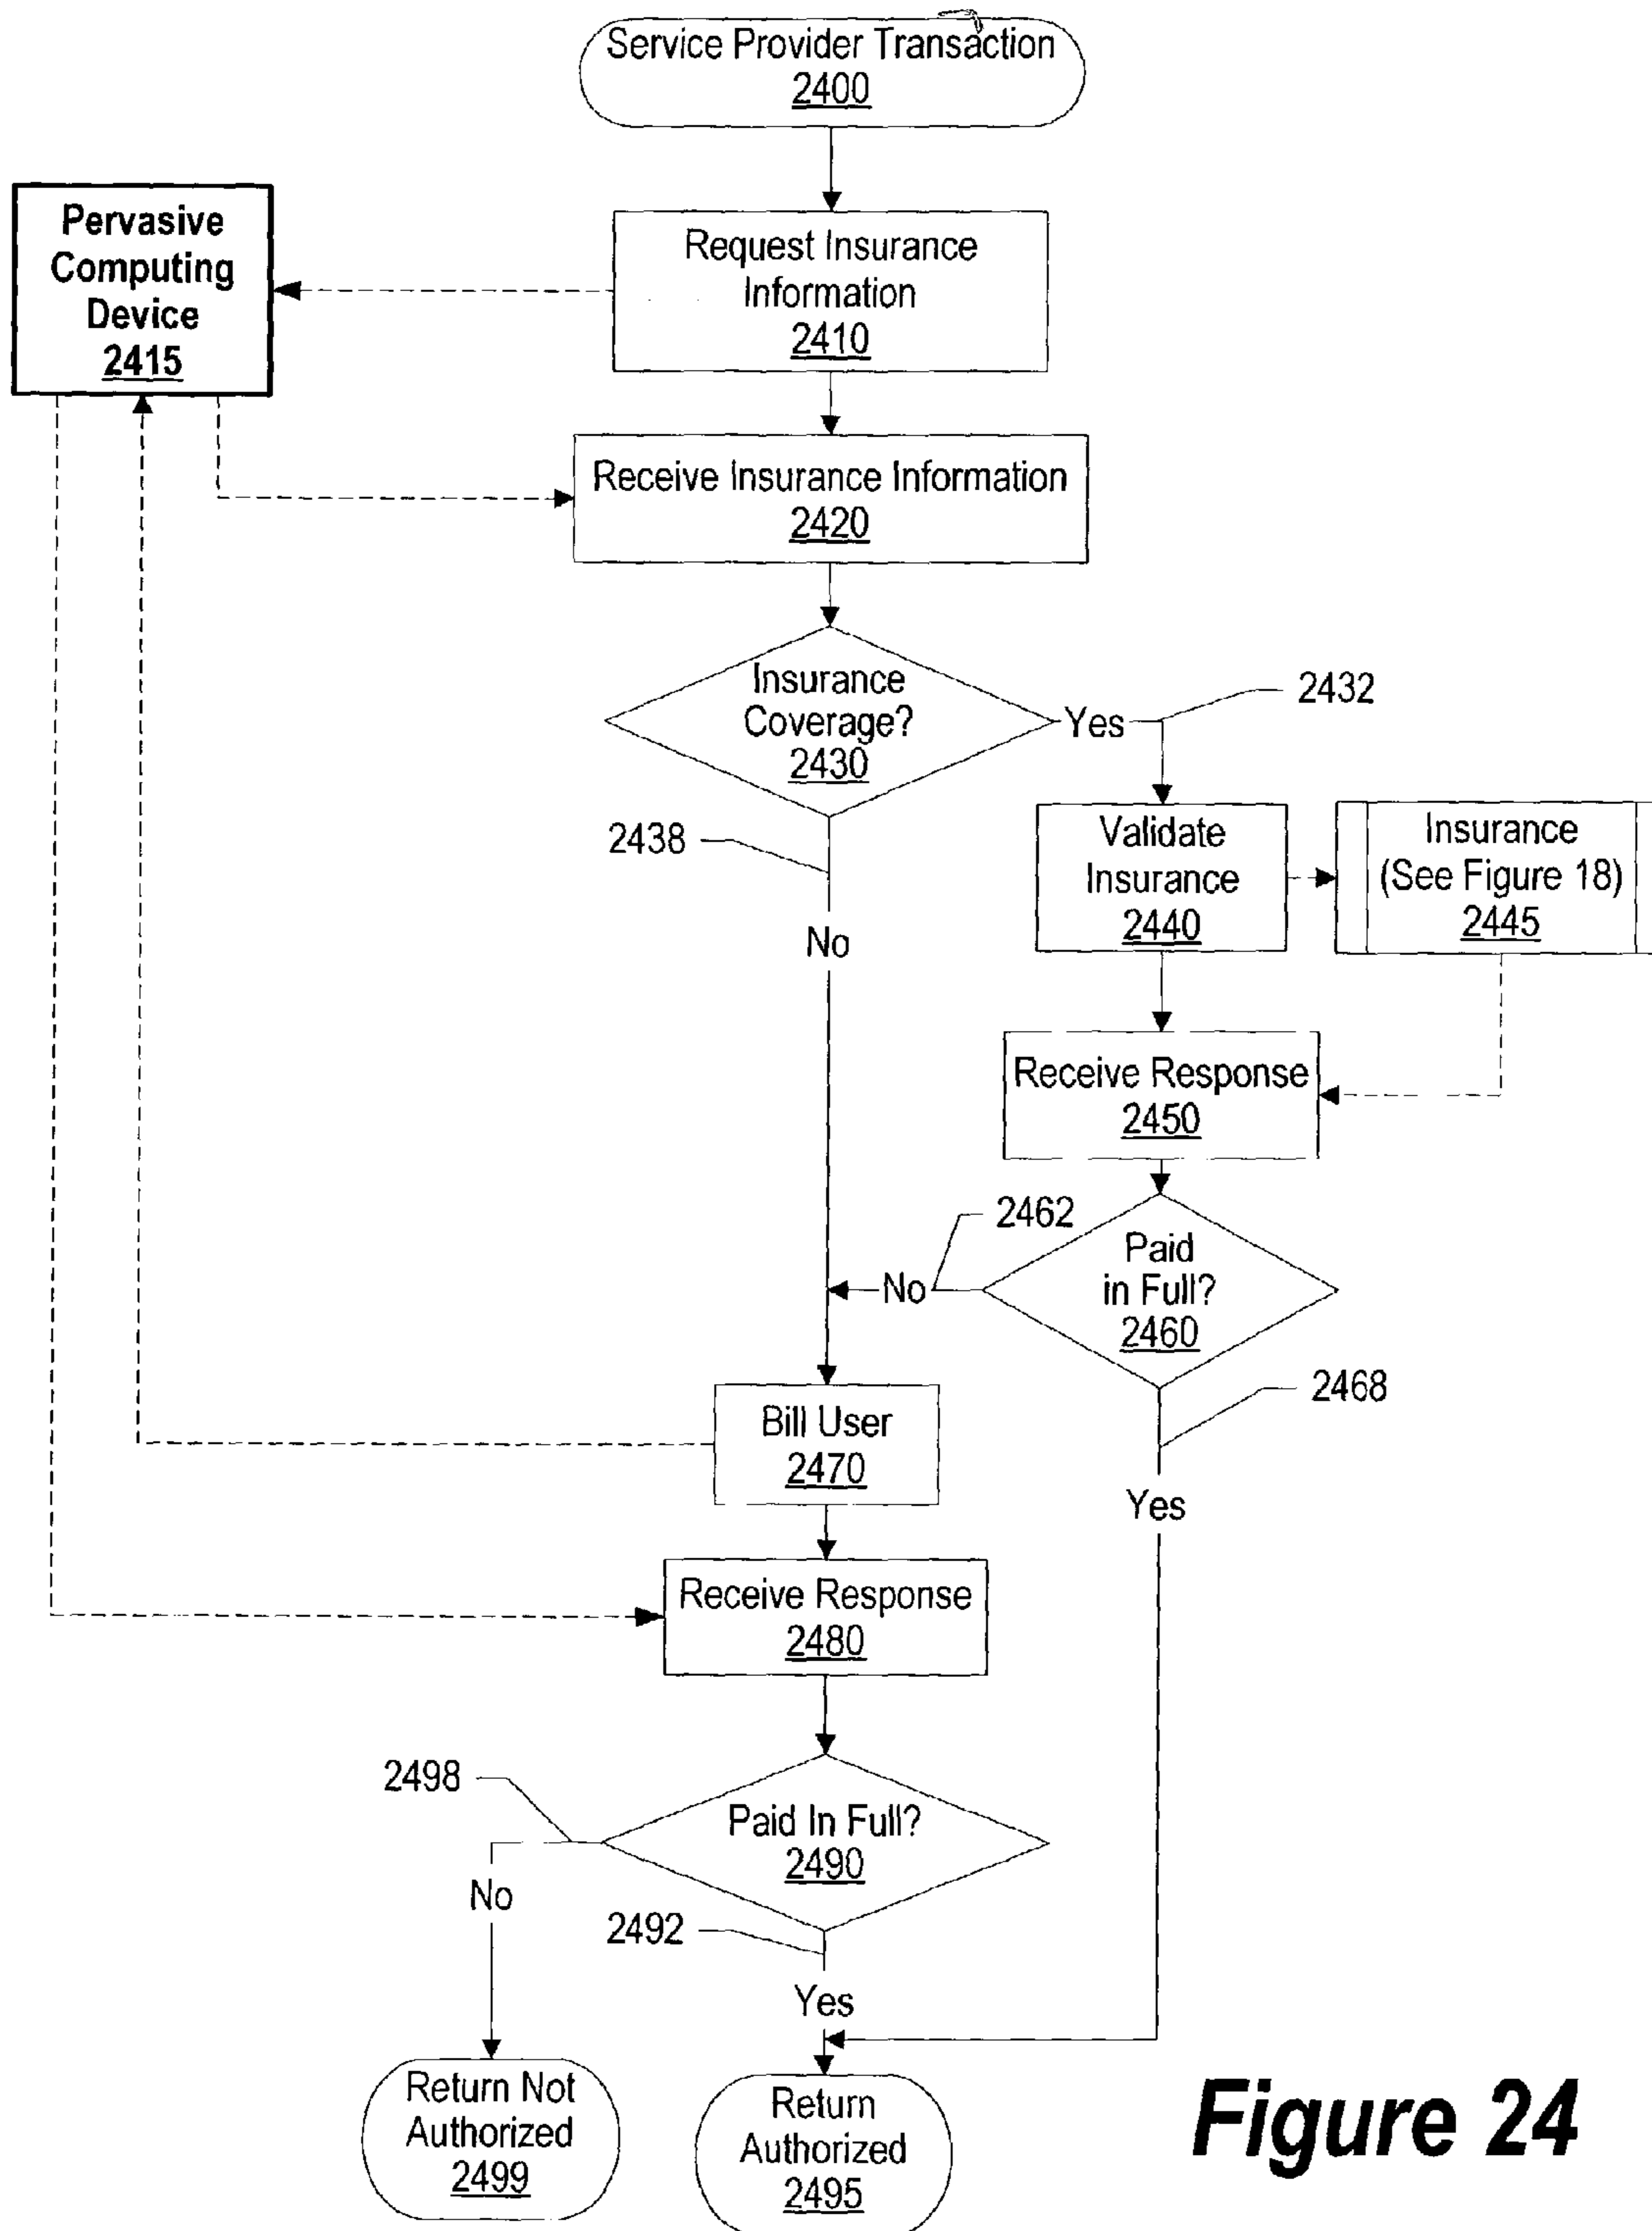 Service Provider Transaction
2400
Pervasive
Computing
Device
2415
Request Insurance
Information
2410
Receive Insurance Information
2420
Insurance
Coverage?
2430
Yes
2432
2438
No
Validate
Insurance
2440
Insurance
(See Figure 18)
2445
Receive Response
2450
2462
No
Paid
in Full?
2460
2468
Yes
Bill User
2470
Receive Response
2480
2498
Paid In Full?
2490
No
2492
Yes
Return Not
Authorized
2499
Return
Authorized
2495
Figure 24